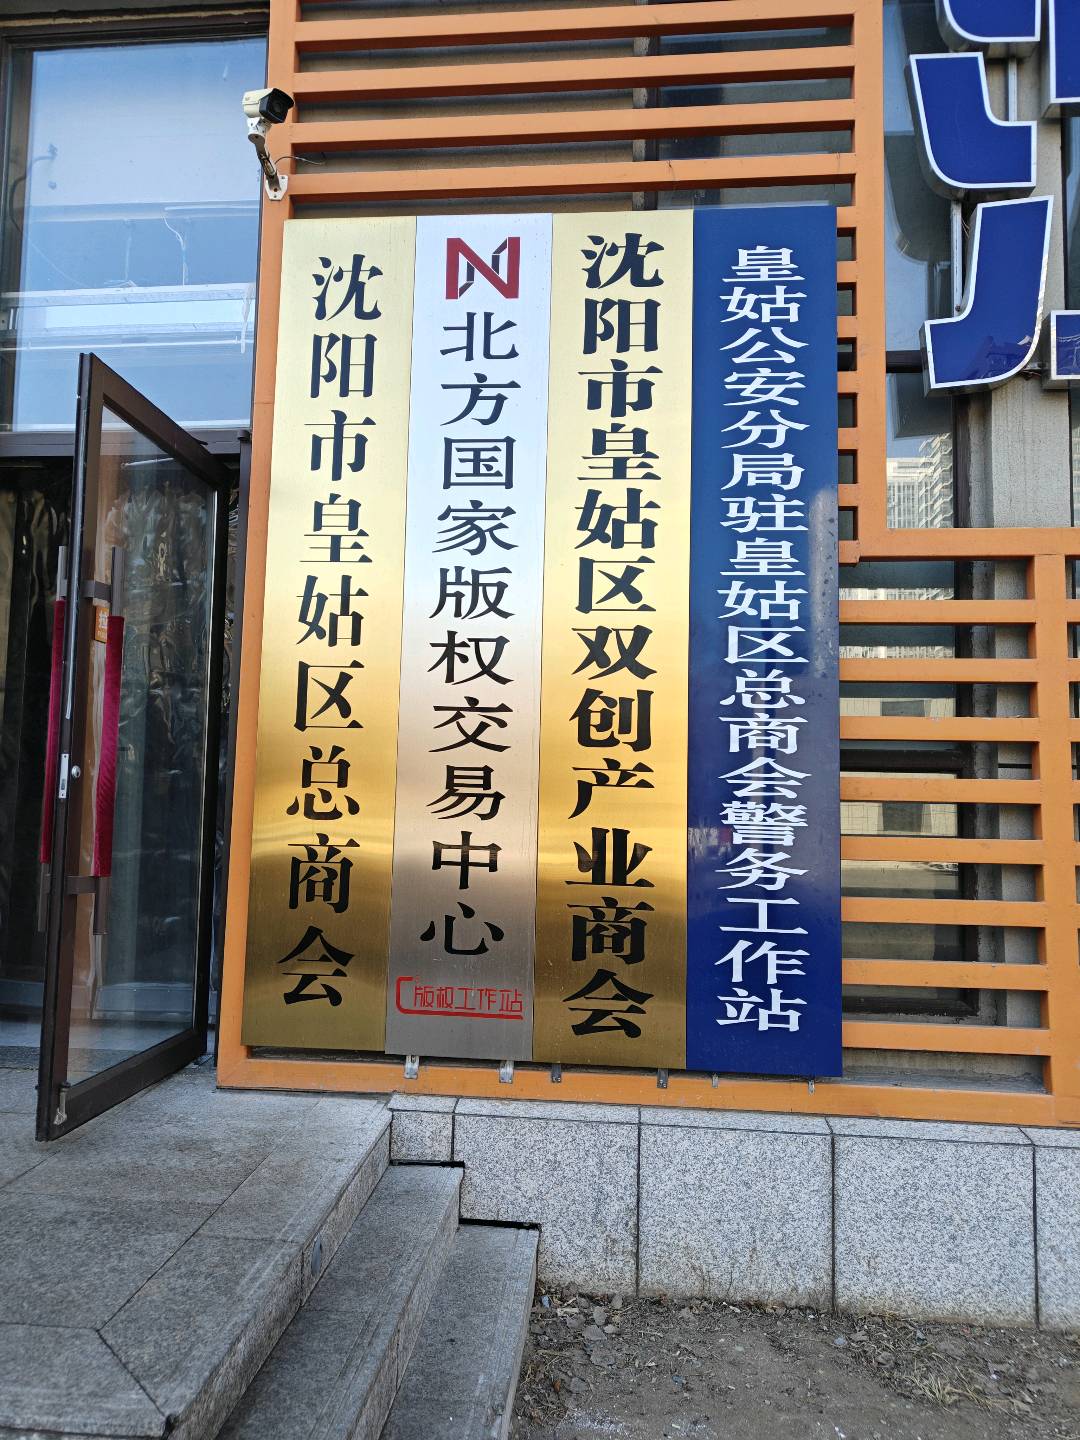 沈阳市皇姑区总商会
N
北方国家版权交易中心
版权工作站
沈阳市皇姑区双创产业商会
皇姑公安分局驻皇姑区总商会警务工作站